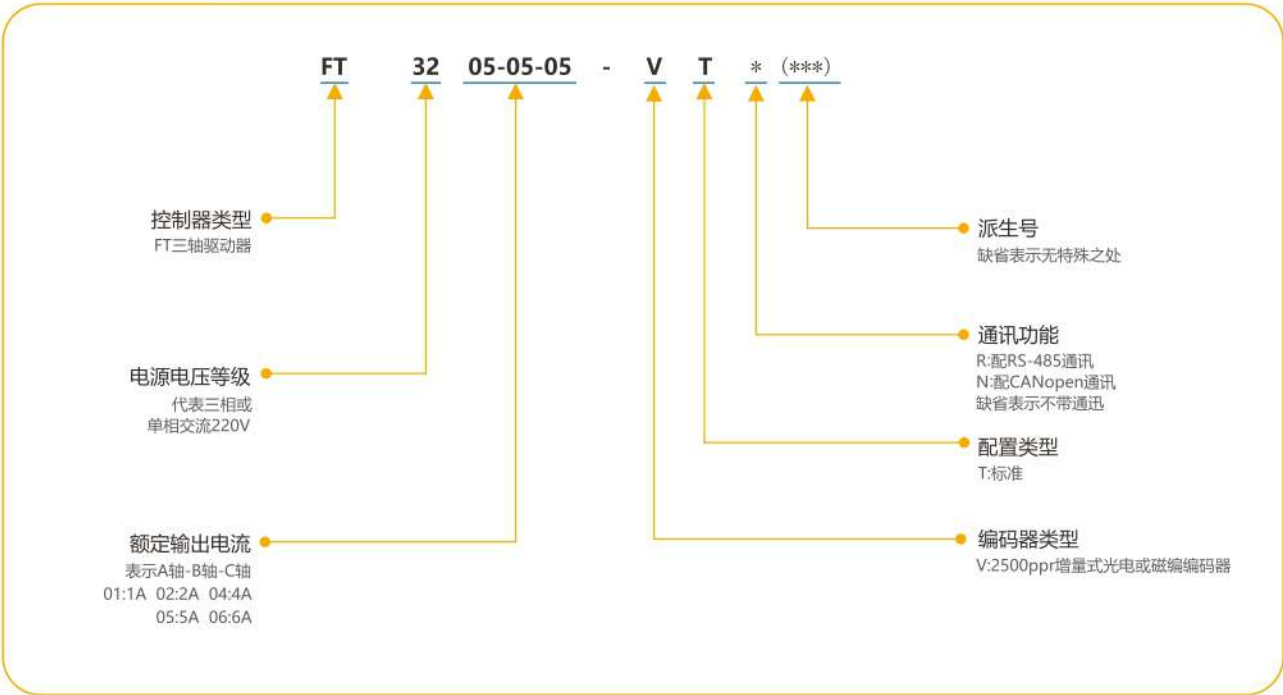 FT 32 05-05-05 - V T * (***)
控制器类型
FT三轴驱动器
电源电压等级
代表三相或
单相交流220V
额定输出电流
表示A轴-B轴-C轴
01:1A 02:2A 04:4A
05:5A 06:6A
派生号
缺省表示无特殊之处
通讯功能
R:配RS-485通讯
N:配CANopen通讯
缺省表示不带通迅
配置类型
T:标准
编码器类型
V:2500ppr增量式光电或磁编编码器